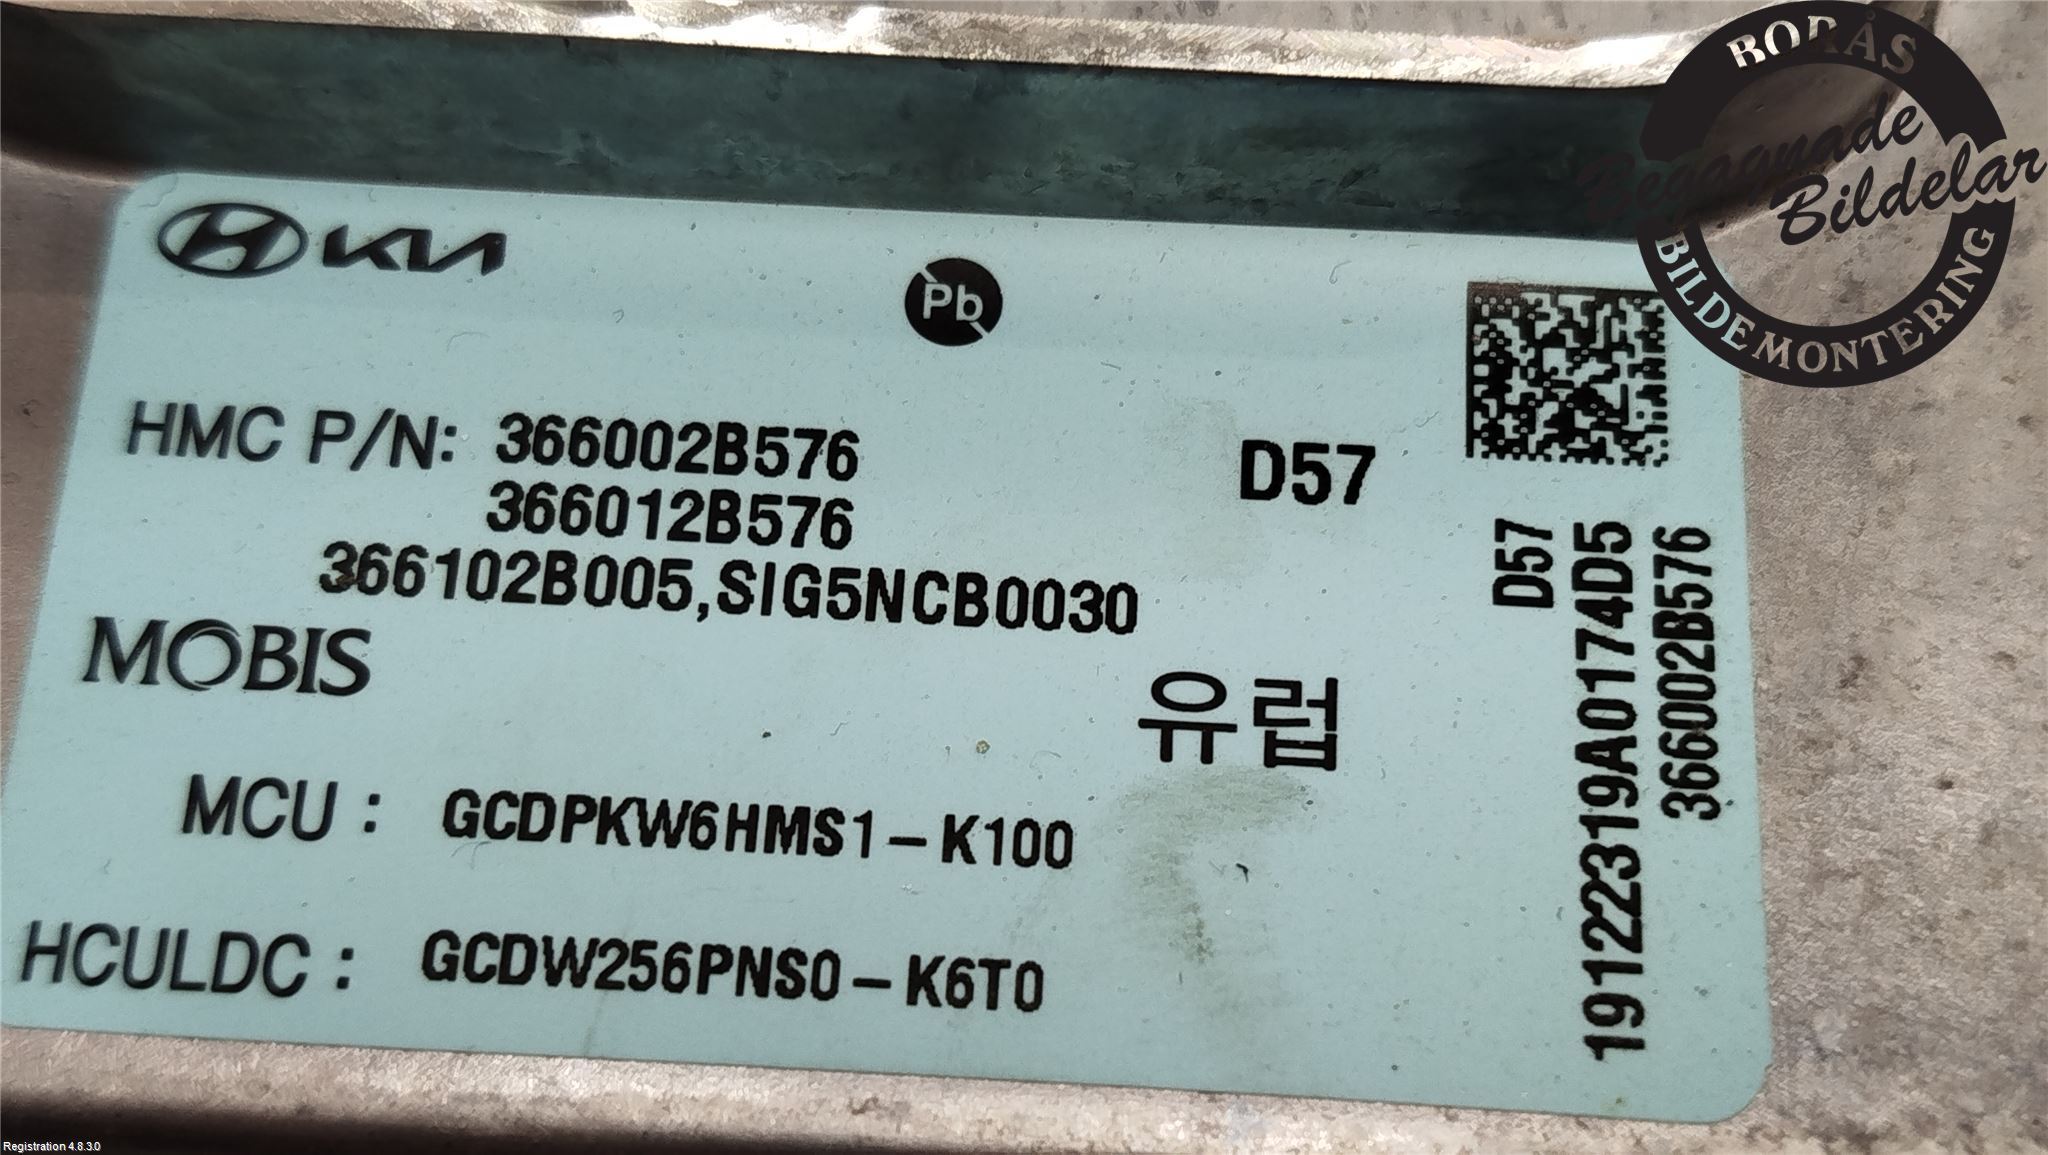 KIA
Pb
HMC P/N: 366002B576
366012B576
366102B005,SIG5NCB0030
D57
MOBIS
유럽
MCU : GCDPKW6HMS1-K100
HCULDC : GCDW256PNS0-K6T0
D57
19122319A0174D5
366002B576
BORÅS
Begagnade
Bildelar
BILDEMONTERING
Registration 4.8.3.0